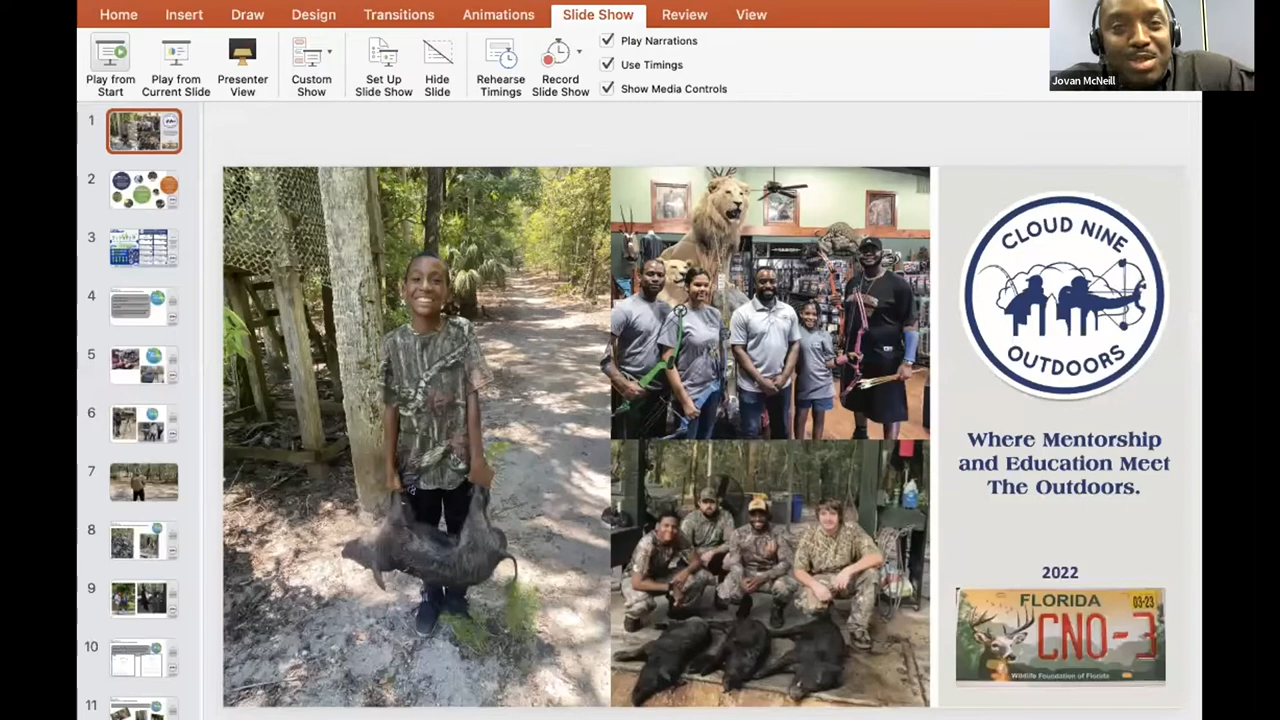 Home Insert Draw Design Transitions Animations Slide Show Review View
Play from Start
Play from Current Slide
Presenter View
Custom Show
Set Up Slide Show
Hide Slide
Rehearse Timings
Record Slide Show
Play Narrations
Use Timings
Show Media Controls
Jovan McNeill
1
2
3
4
5
6
7
8
9
10
11
CLOUD NINE
OUTDOORS
Where Mentorship
and Education Meet
The Outdoors.
2022
FLORIDA 03-23
CNO-3
Wildlife Foundation of Florida